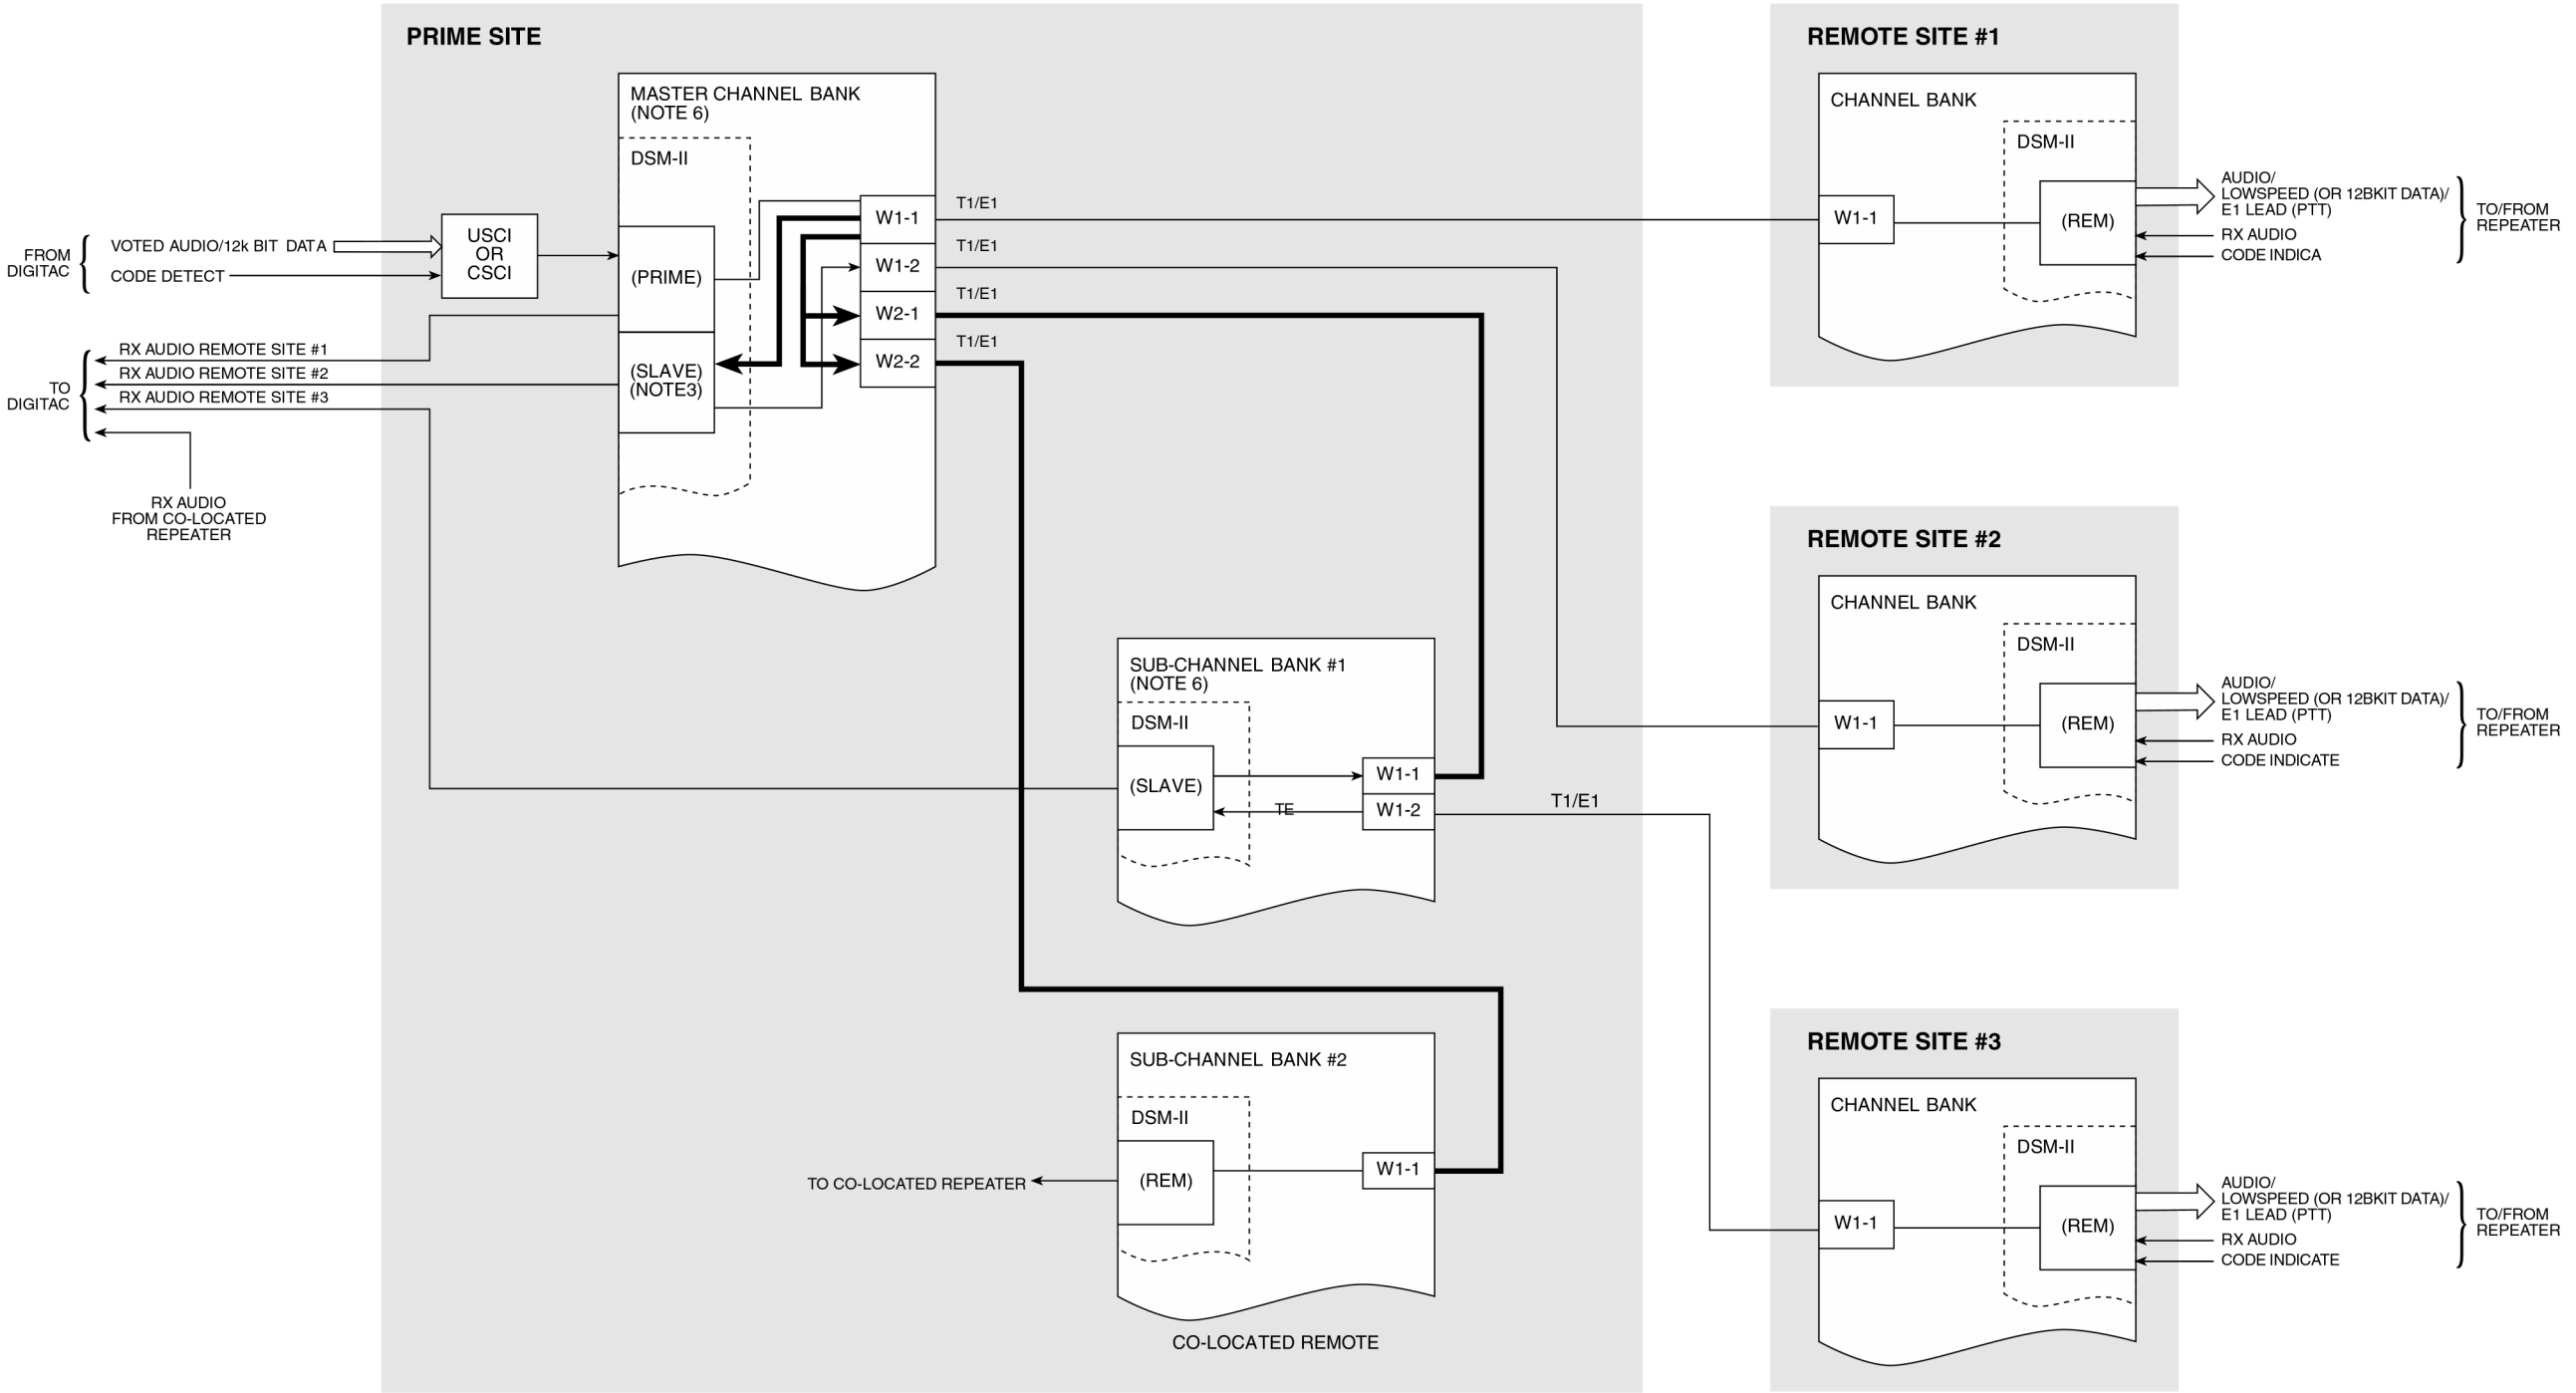 PRIME SITE
MASTER CHANNEL BANK
(NOTE 6)
DSM-II
(PRIME)
(SLAVE)
(NOTE3)
W1-1
W1-2
W2-1
W2-2
T1/E1
T1/E1
T1/E1
T1/E1
FROM
DIGITAC
VOTED AUDIO/12k BIT DATA
CODE DETECT
USCI
OR
CSCI
TO
DIGITAC
RX AUDIO REMOTE SITE #1
RX AUDIO REMOTE SITE #2
RX AUDIO REMOTE SITE #3
RX AUDIO
FROM CO-LOCATED
REPEATER
SUB-CHANNEL BANK #1
(NOTE 6)
DSM-II
(SLAVE)
TE
W1-1
W1-2
T1/E1
SUB-CHANNEL BANK #2
DSM-II
(REM)
W1-1
TO CO-LOCATED REPEATER
CO-LOCATED REMOTE
REMOTE SITE #1
CHANNEL BANK
DSM-II
W1-1
(REM)
AUDIO/
LOWSPEED (OR 12BKIT DATA)/
E1 LEAD (PTT)
RX AUDIO
CODE INDICA
TO/FROM
REPEATER
REMOTE SITE #2
CHANNEL BANK
DSM-II
W1-1
(REM)
AUDIO/
LOWSPEED (OR 12BKIT DATA)/
E1 LEAD (PTT)
RX AUDIO
CODE INDICATE
TO/FROM
REPEATER
REMOTE SITE #3
CHANNEL BANK
DSM-II
W1-1
(REM)
AUDIO/
LOWSPEED (OR 12BKIT DATA)/
E1 LEAD (PTT)
RX AUDIO
CODE INDICATE
TO/FROM
REPEATER